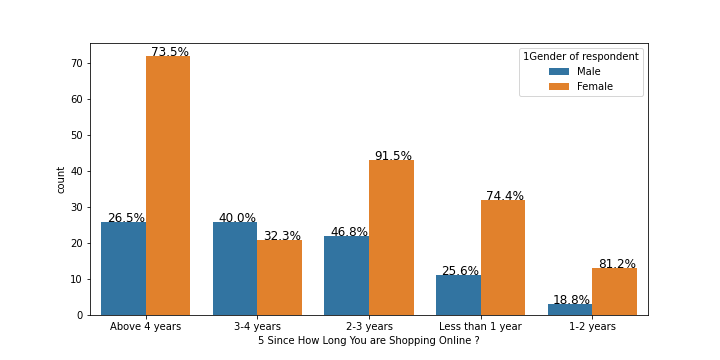 1Gender of respondent
Male
Female
73.5%
26.5%
40.0%
32.3%
46.8%
91.5%
25.6%
74.4%
18.8%
81.2%
70
60
50
40
30
20
10
0
count
Above 4 years
3-4 years
2-3 years
Less than 1 year
1-2 years
5 Since How Long You are Shopping Online ?